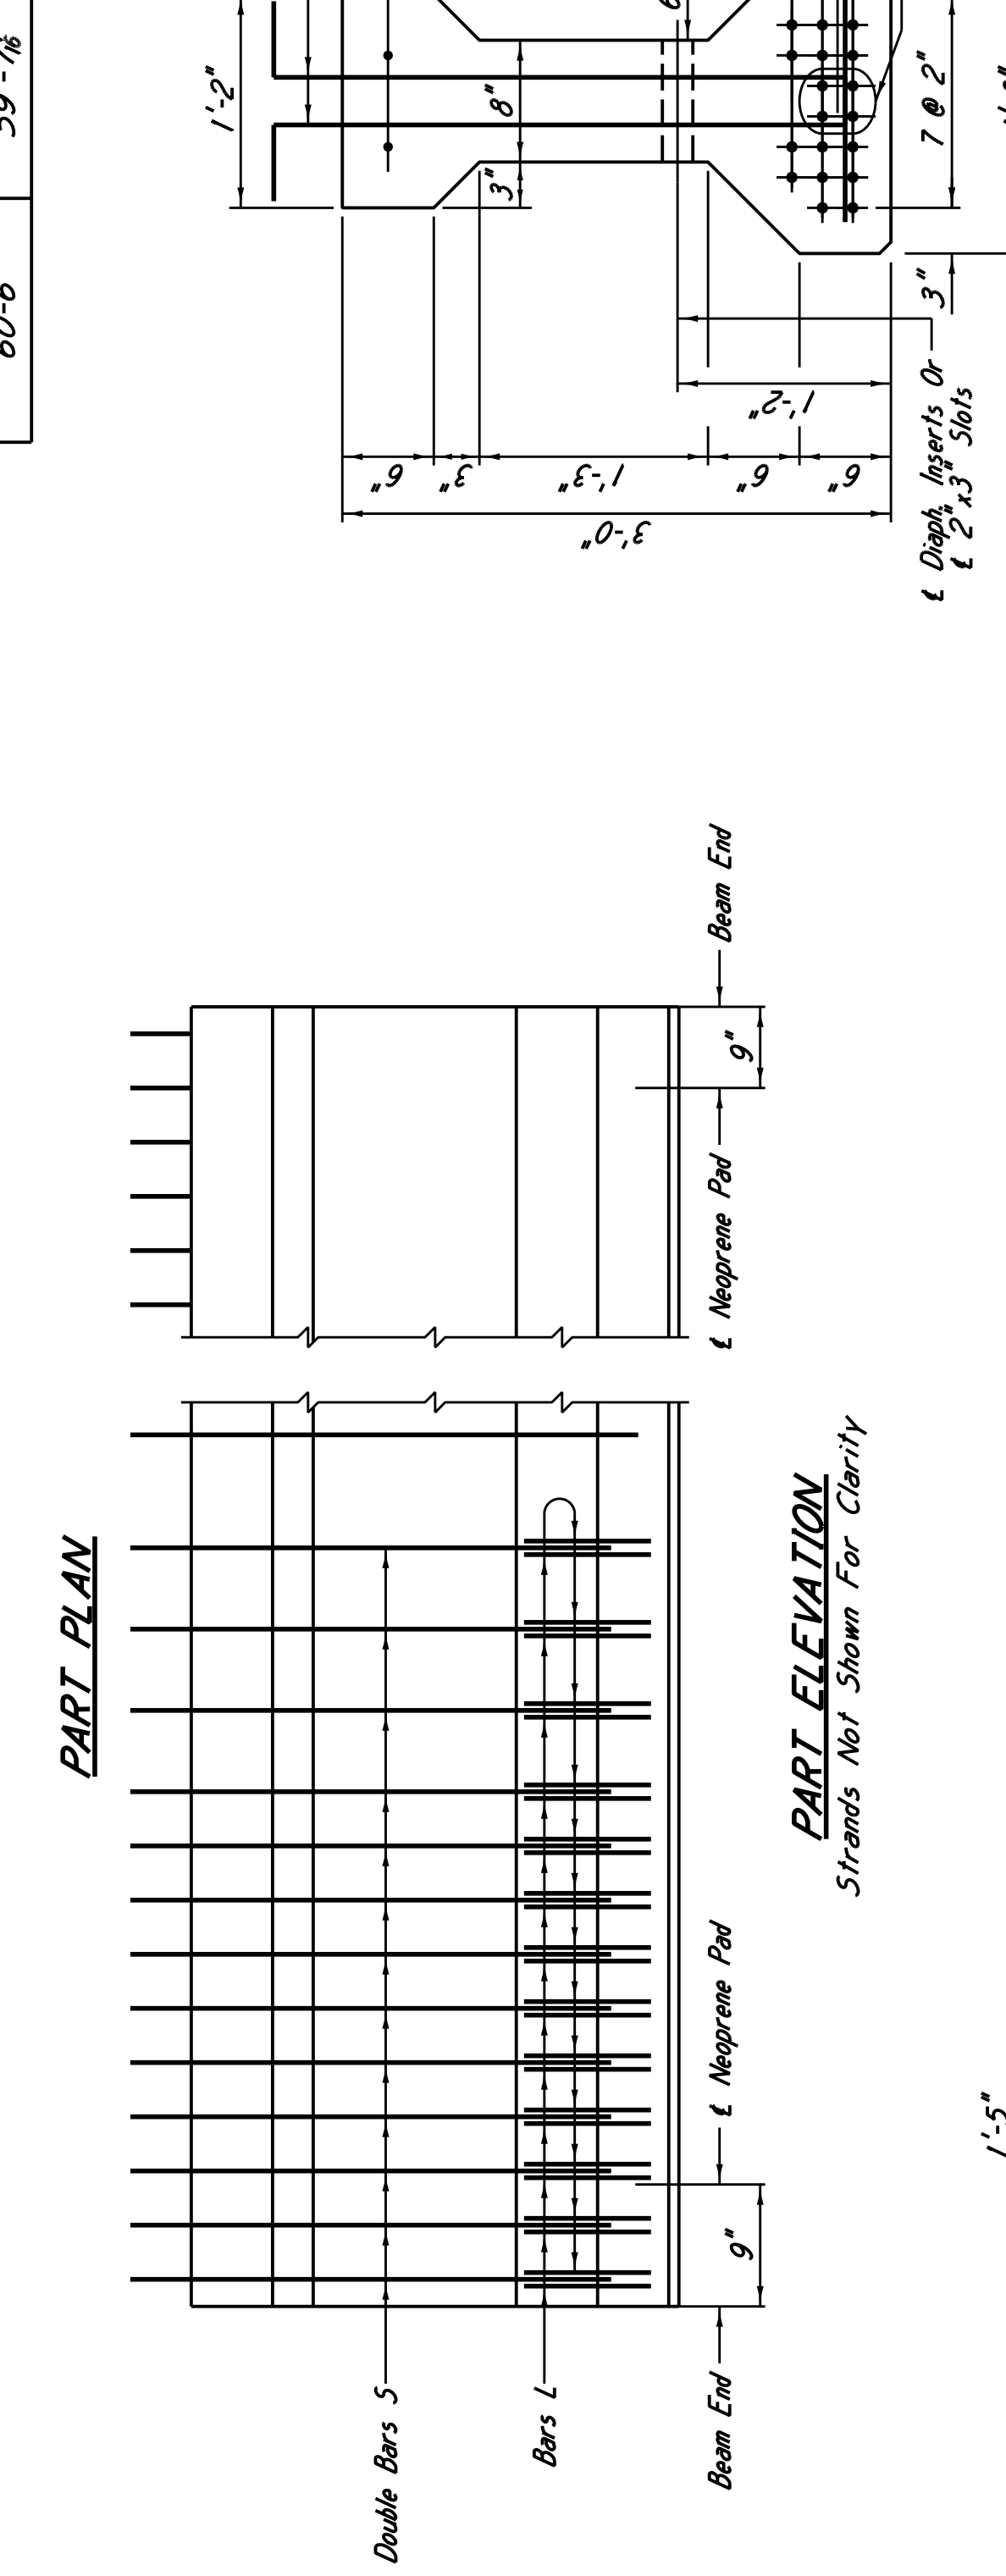 60-6
1'-2"
8"
3"
7 @ 2"
3"
1'-2"
6"
3"
1'-3"
6"
6"
3'-0"
℄ Diaph. Inserts Or
℄ 2"x3" Slots
PART PLAN
Double Bars S
Bars L
Beam End
9"
℄ Neoprene Pad
℄ Neoprene Pad
9"
Beam End
PART ELEVATION
Strands Not Shown For Clarity
1'-5"